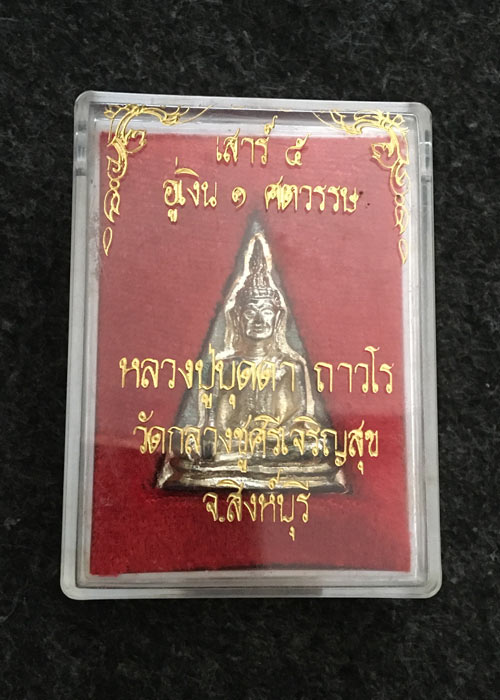 เสาร์ ๕
อู่เงิน ๑ ศตวรรษ
หลวงปู่บุดดา ถาวโร
วัดกลางชูศรีเจริญสุข
จ.สิงห์บุรี